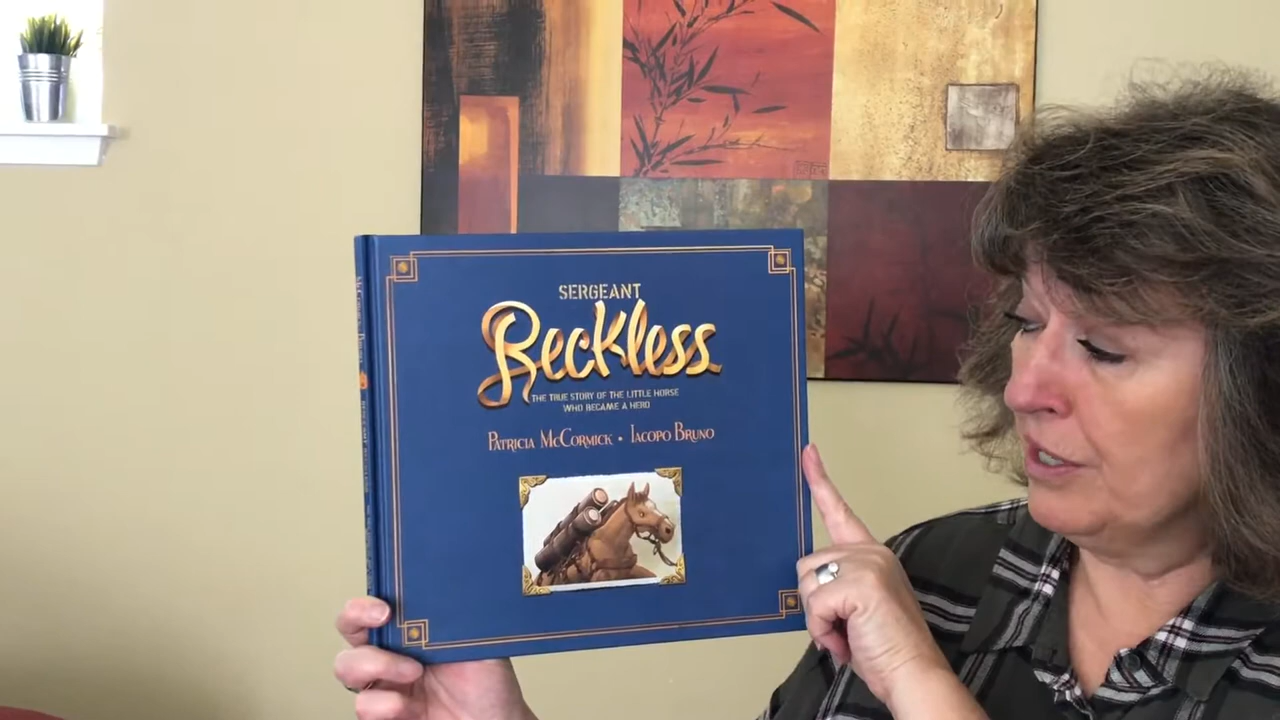 SERGEANT
Reckless
THE TRUE STORY OF THE LITTLE HORSE
WHO BECAME A HERO
PATRICIA MCCORMICK • IACOPO BRUNO